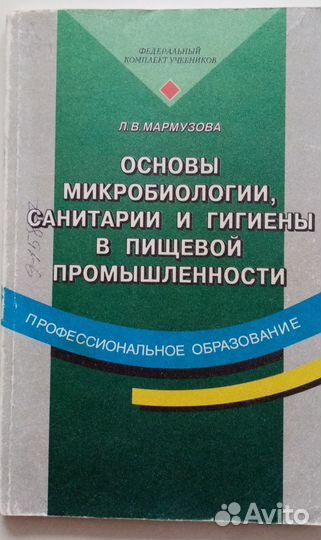 ФЕДЕРАЛЬНЫЙ
КОМПЛЕКТ УЧЕБНИКОВ
Л.В. МАРМУЗОВА
ОСНОВЫ
МИКРОБИОЛОГИИ,
САНИТАРИИ И ГИГИЕНЫ
В ПИЩЕВОЙ
ПРОМЫШЛЕННОСТИ
ПРОФЕССИОНАЛЬНОЕ ОБРАЗОВАНИЕ
Avito